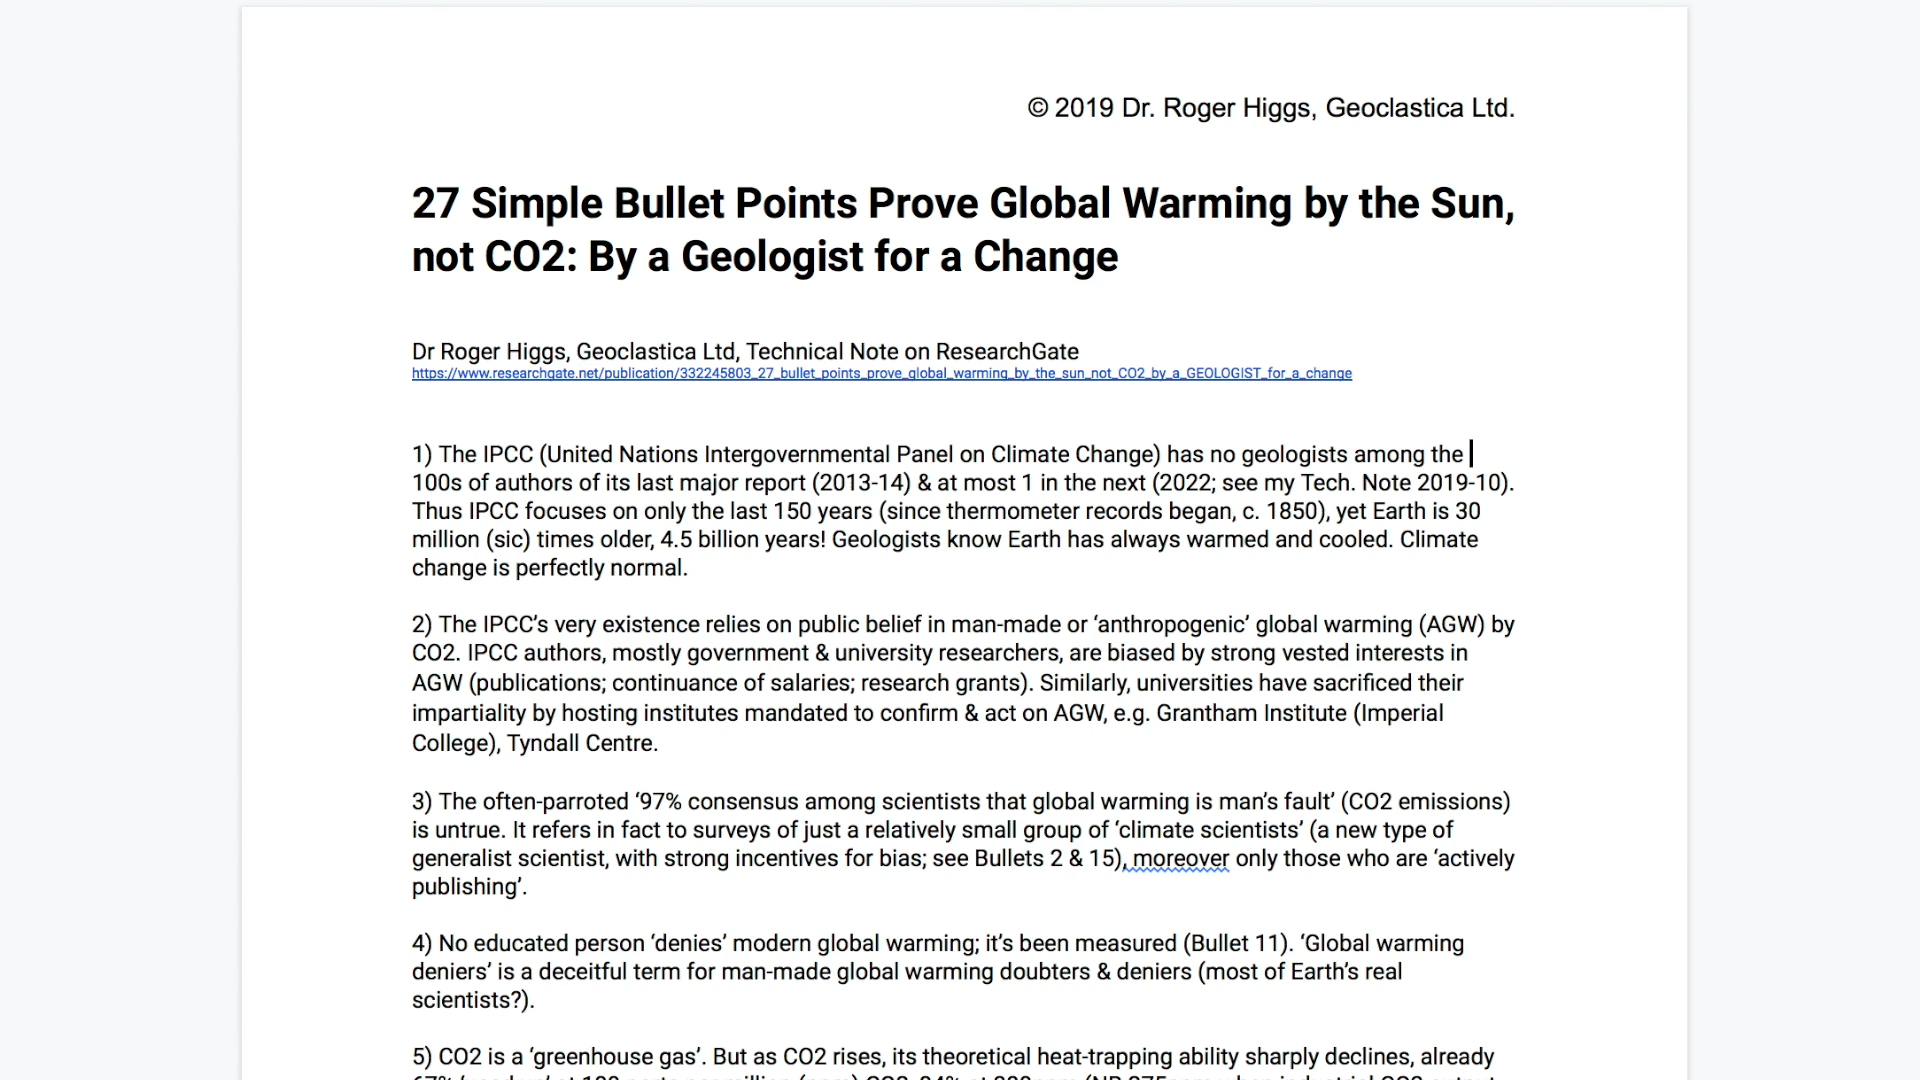 © 2019 Dr. Roger Higgs, Geoclastica Ltd.
27 Simple Bullet Points Prove Global Warming by the Sun,
not CO2: By a Geologist for a Change
Dr Roger Higgs, Geoclastica Ltd, Technical Note on ResearchGate
https://www.researchgate.net/publication/332245803_27_bullet_points_prove_global_warming_by_the_sun_not_CO2_by_a_GEOLOGIST_for_a_change
1) The IPCC (United Nations Intergovernmental Panel on Climate Change) has no geologists among the
100s of authors of its last major report (2013-14) & at most 1 in the next (2022; see my Tech. Note 2019-10).
Thus IPCC focuses on only the last 150 years (since thermometer records began, c. 1850), yet Earth is 30
million (sic) times older, 4.5 billion years! Geologists know Earth has always warmed and cooled. Climate
change is perfectly normal.
2) The IPCC’s very existence relies on public belief in man-made or ‘anthropogenic’ global warming (AGW) by
CO2. IPCC authors, mostly government & university researchers, are biased by strong vested interests in
AGW (publications; continuance of salaries; research grants). Similarly, universities have sacrificed their
impartiality by hosting institutes mandated to confirm & act on AGW, e.g. Grantham Institute (Imperial
College), Tyndall Centre.
3) The often-parroted ‘97% consensus among scientists that global warming is man’s fault’ (CO2 emissions)
is untrue. It refers in fact to surveys of just a relatively small group of ‘climate scientists’ (a new type of
generalist scientist, with strong incentives for bias; see Bullets 2 & 15), moreover only those who are ‘actively
publishing’.
4) No educated person ‘denies’ modern global warming; it’s been measured (Bullet 11). ‘Global warming
deniers’ is a deceitful term for man-made global warming doubters & deniers (most of Earth’s real
scientists?).
5) CO2 is a ‘greenhouse gas’. But as CO2 rises, its theoretical heat-trapping ability sharply declines, already